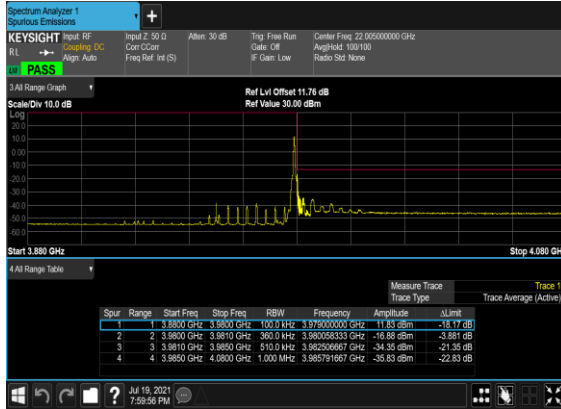 Spectrum Analyzer 1
Spurious Emissions
+
KEYSIGHT Input: RF Input Z: 50 Ω Atten: 30 dB Trig: Free Run Center Freq: 22.005000000 GHz
RL Coupling: DC Corr CCorr Gate: Off Avg|Hold: 100/100
Align: Auto Freq Ref: Int (S) IF Gain: Low Radio Std: None
PASS
3 All Range Graph
Ref Lvl Offset 11.76 dB
Scale/Div 10.0 dB Ref Value 30.00 dBm
Log
20.0
10.0
0.00
-10.0
-20.0
-30.0
-40.0
-50.0
-60.0
Start 3.880 GHz Stop 4.080 GH
4 All Range Table
Measure Trace Trace 1
Trace Type Trace Average (Active)
Spur Range Start Freq Stop Freq RBW Frequency Amplitude ΔLimit
1 1 3.8800 GHz 3.9800 GHz 100.0 kHz 3.979000000 GHz 11.83 dBm -18.17 dB
2 2 3.9800 GHz 3.9810 GHz 360.0 kHz 3.980058333 GHz -16.88 dBm -3.881 dB
3 3 3.9810 GHz 3.9850 GHz 510.0 kHz 3.982506667 GHz -34.35 dBm -21.35 dB
4 4 3.9850 GHz 4.0800 GHz 1.000 MHz 3.985791667 GHz -35.83 dBm -22.83 dB
? Jul 19, 2021
7:59:56 PM